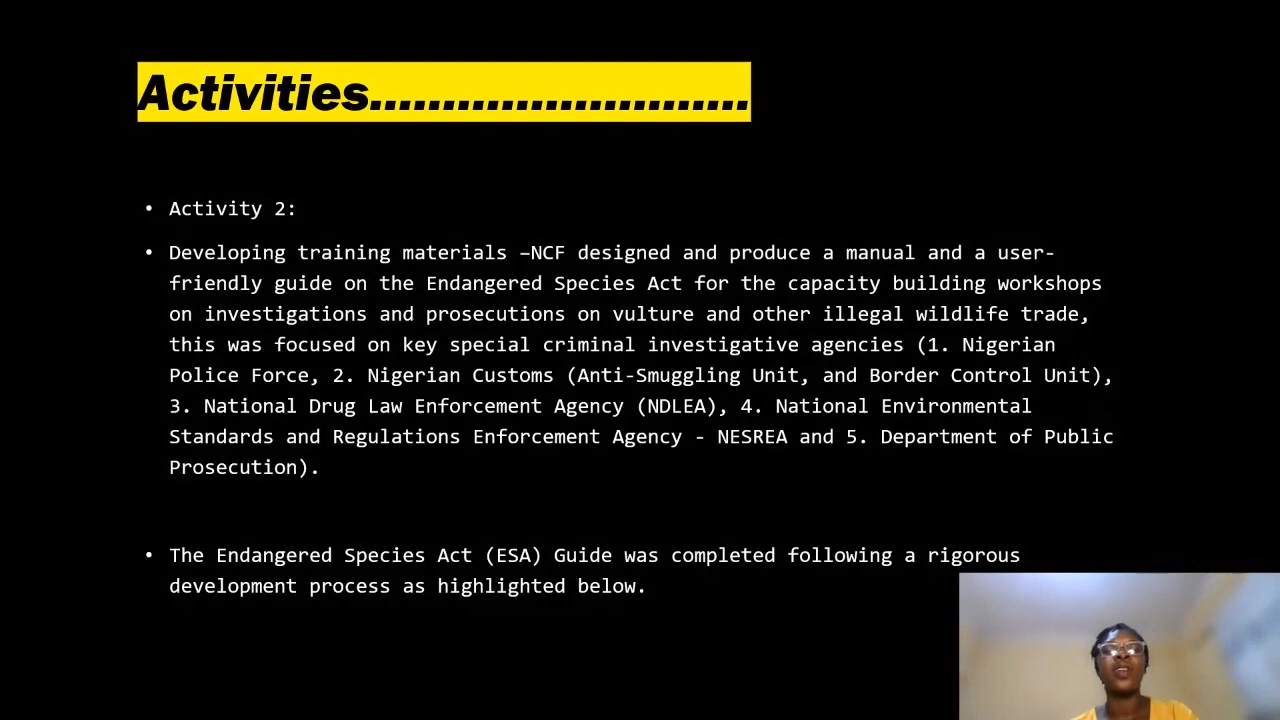 Activities..........................
• Activity 2:
• Developing training materials –NCF designed and produce a manual and a user-
friendly guide on the Endangered Species Act for the capacity building workshops
on investigations and prosecutions on vulture and other illegal wildlife trade,
this was focused on key special criminal investigative agencies (1. Nigerian
Police Force, 2. Nigerian Customs (Anti-Smuggling Unit, and Border Control Unit),
3. National Drug Law Enforcement Agency (NDLEA), 4. National Environmental
Standards and Regulations Enforcement Agency - NESREA and 5. Department of Public
Prosecution).
• The Endangered Species Act (ESA) Guide was completed following a rigorous
development process as highlighted below.